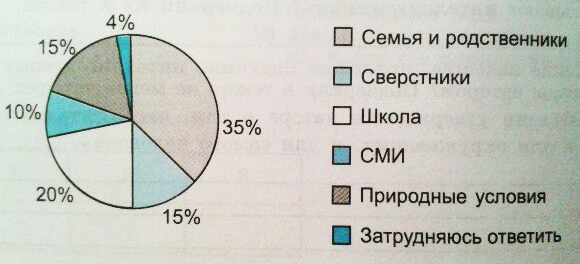 4%
15%
10%
20%
15%
35%
Семья и родственники
Сверстники
Школа
СМИ
Природные условия
Затрудняюсь ответить